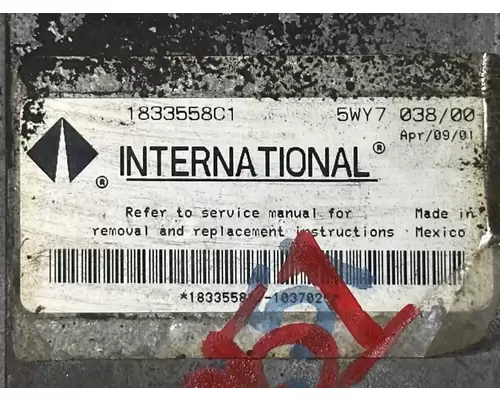 1833558C1 5WY7 038/00
Apr/09/01
® INTERNATIONAL®
Refer to service manual for Made in
removal and replacement instructions Mexico